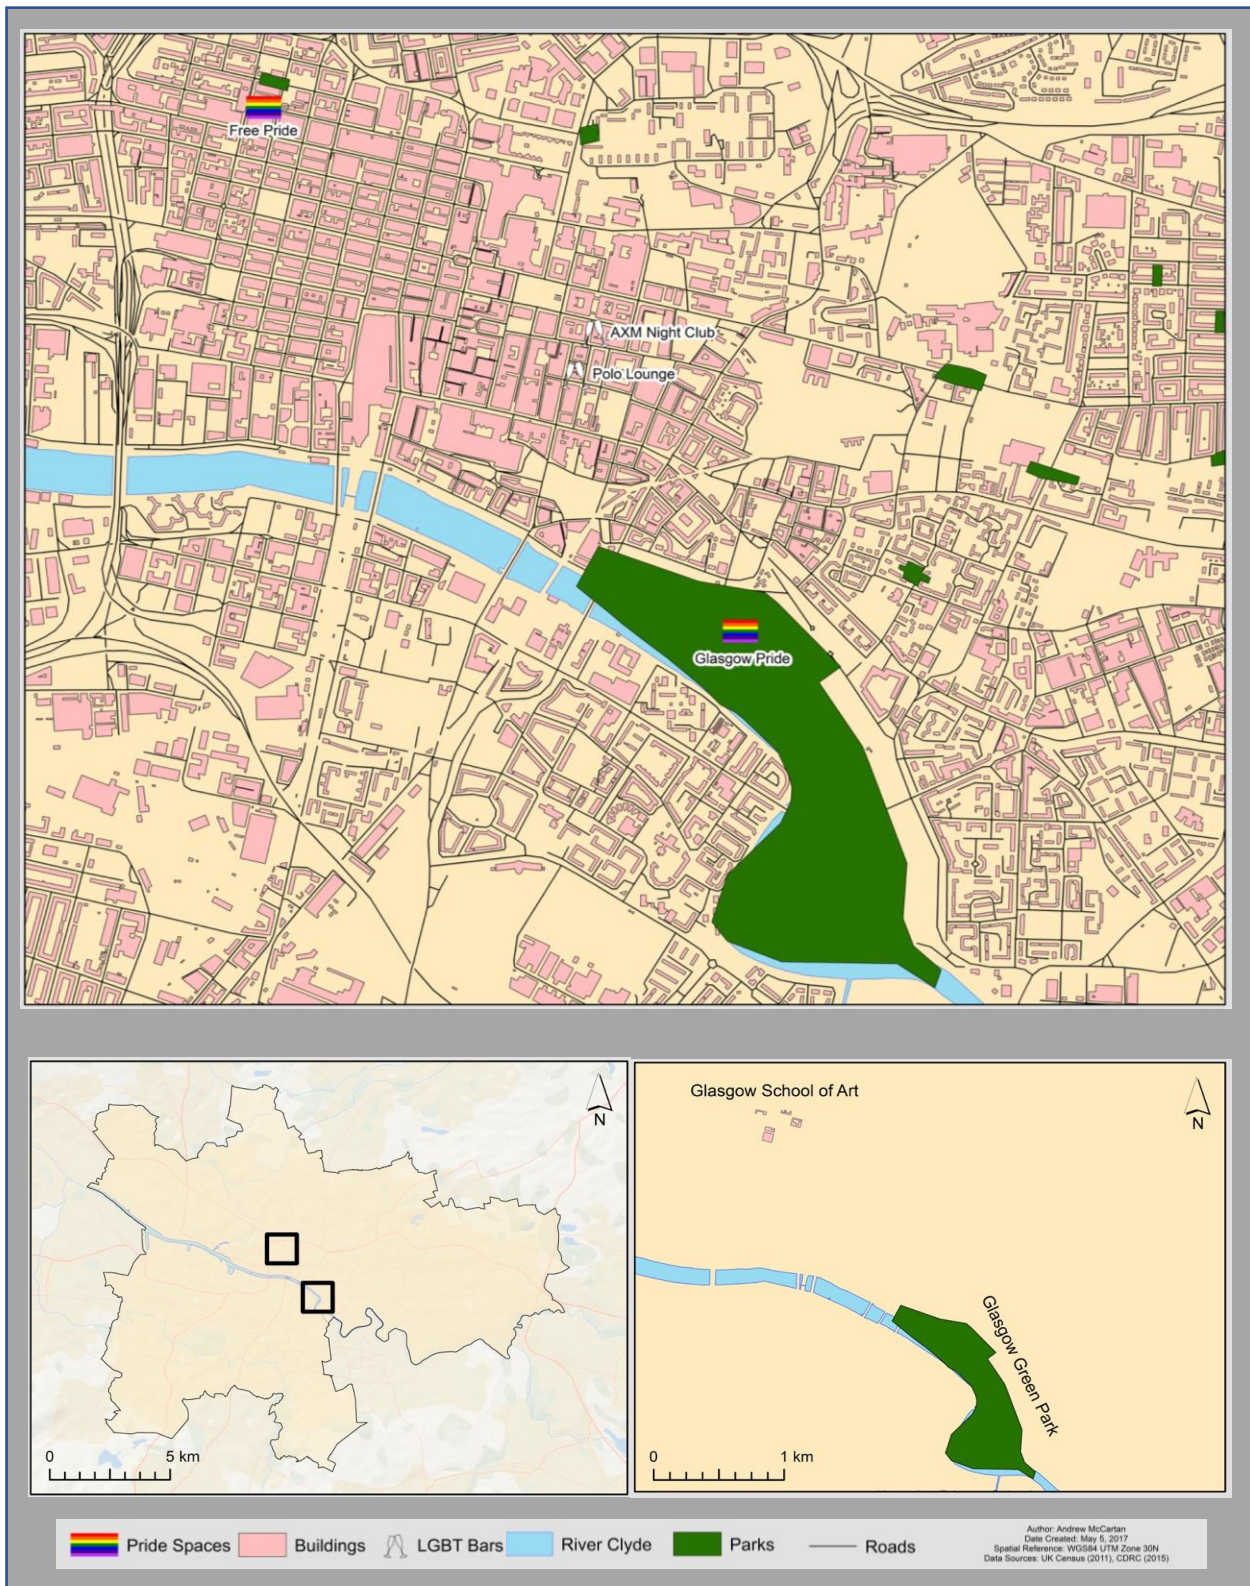 Free Pride
AXM Night Club
Polo Lounge
Glasgow Pride
N
0 5 km
Glasgow School of Art
N
Glasgow Green Park
0 1 km
Pride Spaces Buildings LGBT Bars River Clyde Parks Roads
Author: Andrew McCartan
Date Created: May 5, 2017
Spatial Reference: WGS84 UTM Zone 30N
Data Sources: UK Census (2011), CDRC (2015)